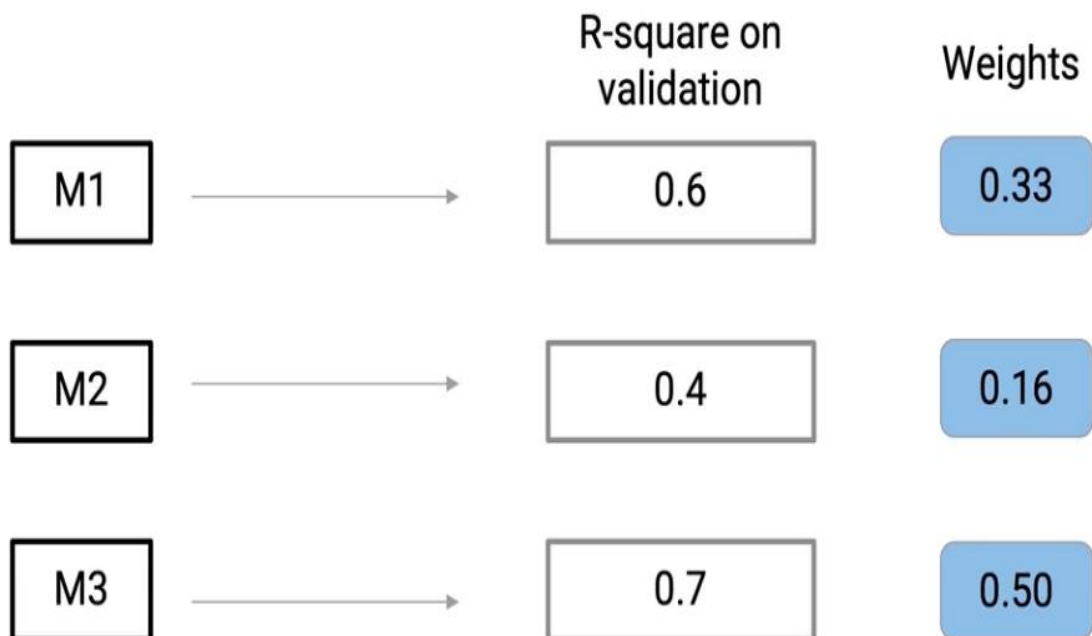 R-square on
validation
Weights
M1
0.6
0.33
M2
0.4
0.16
M3
0.7
0.50